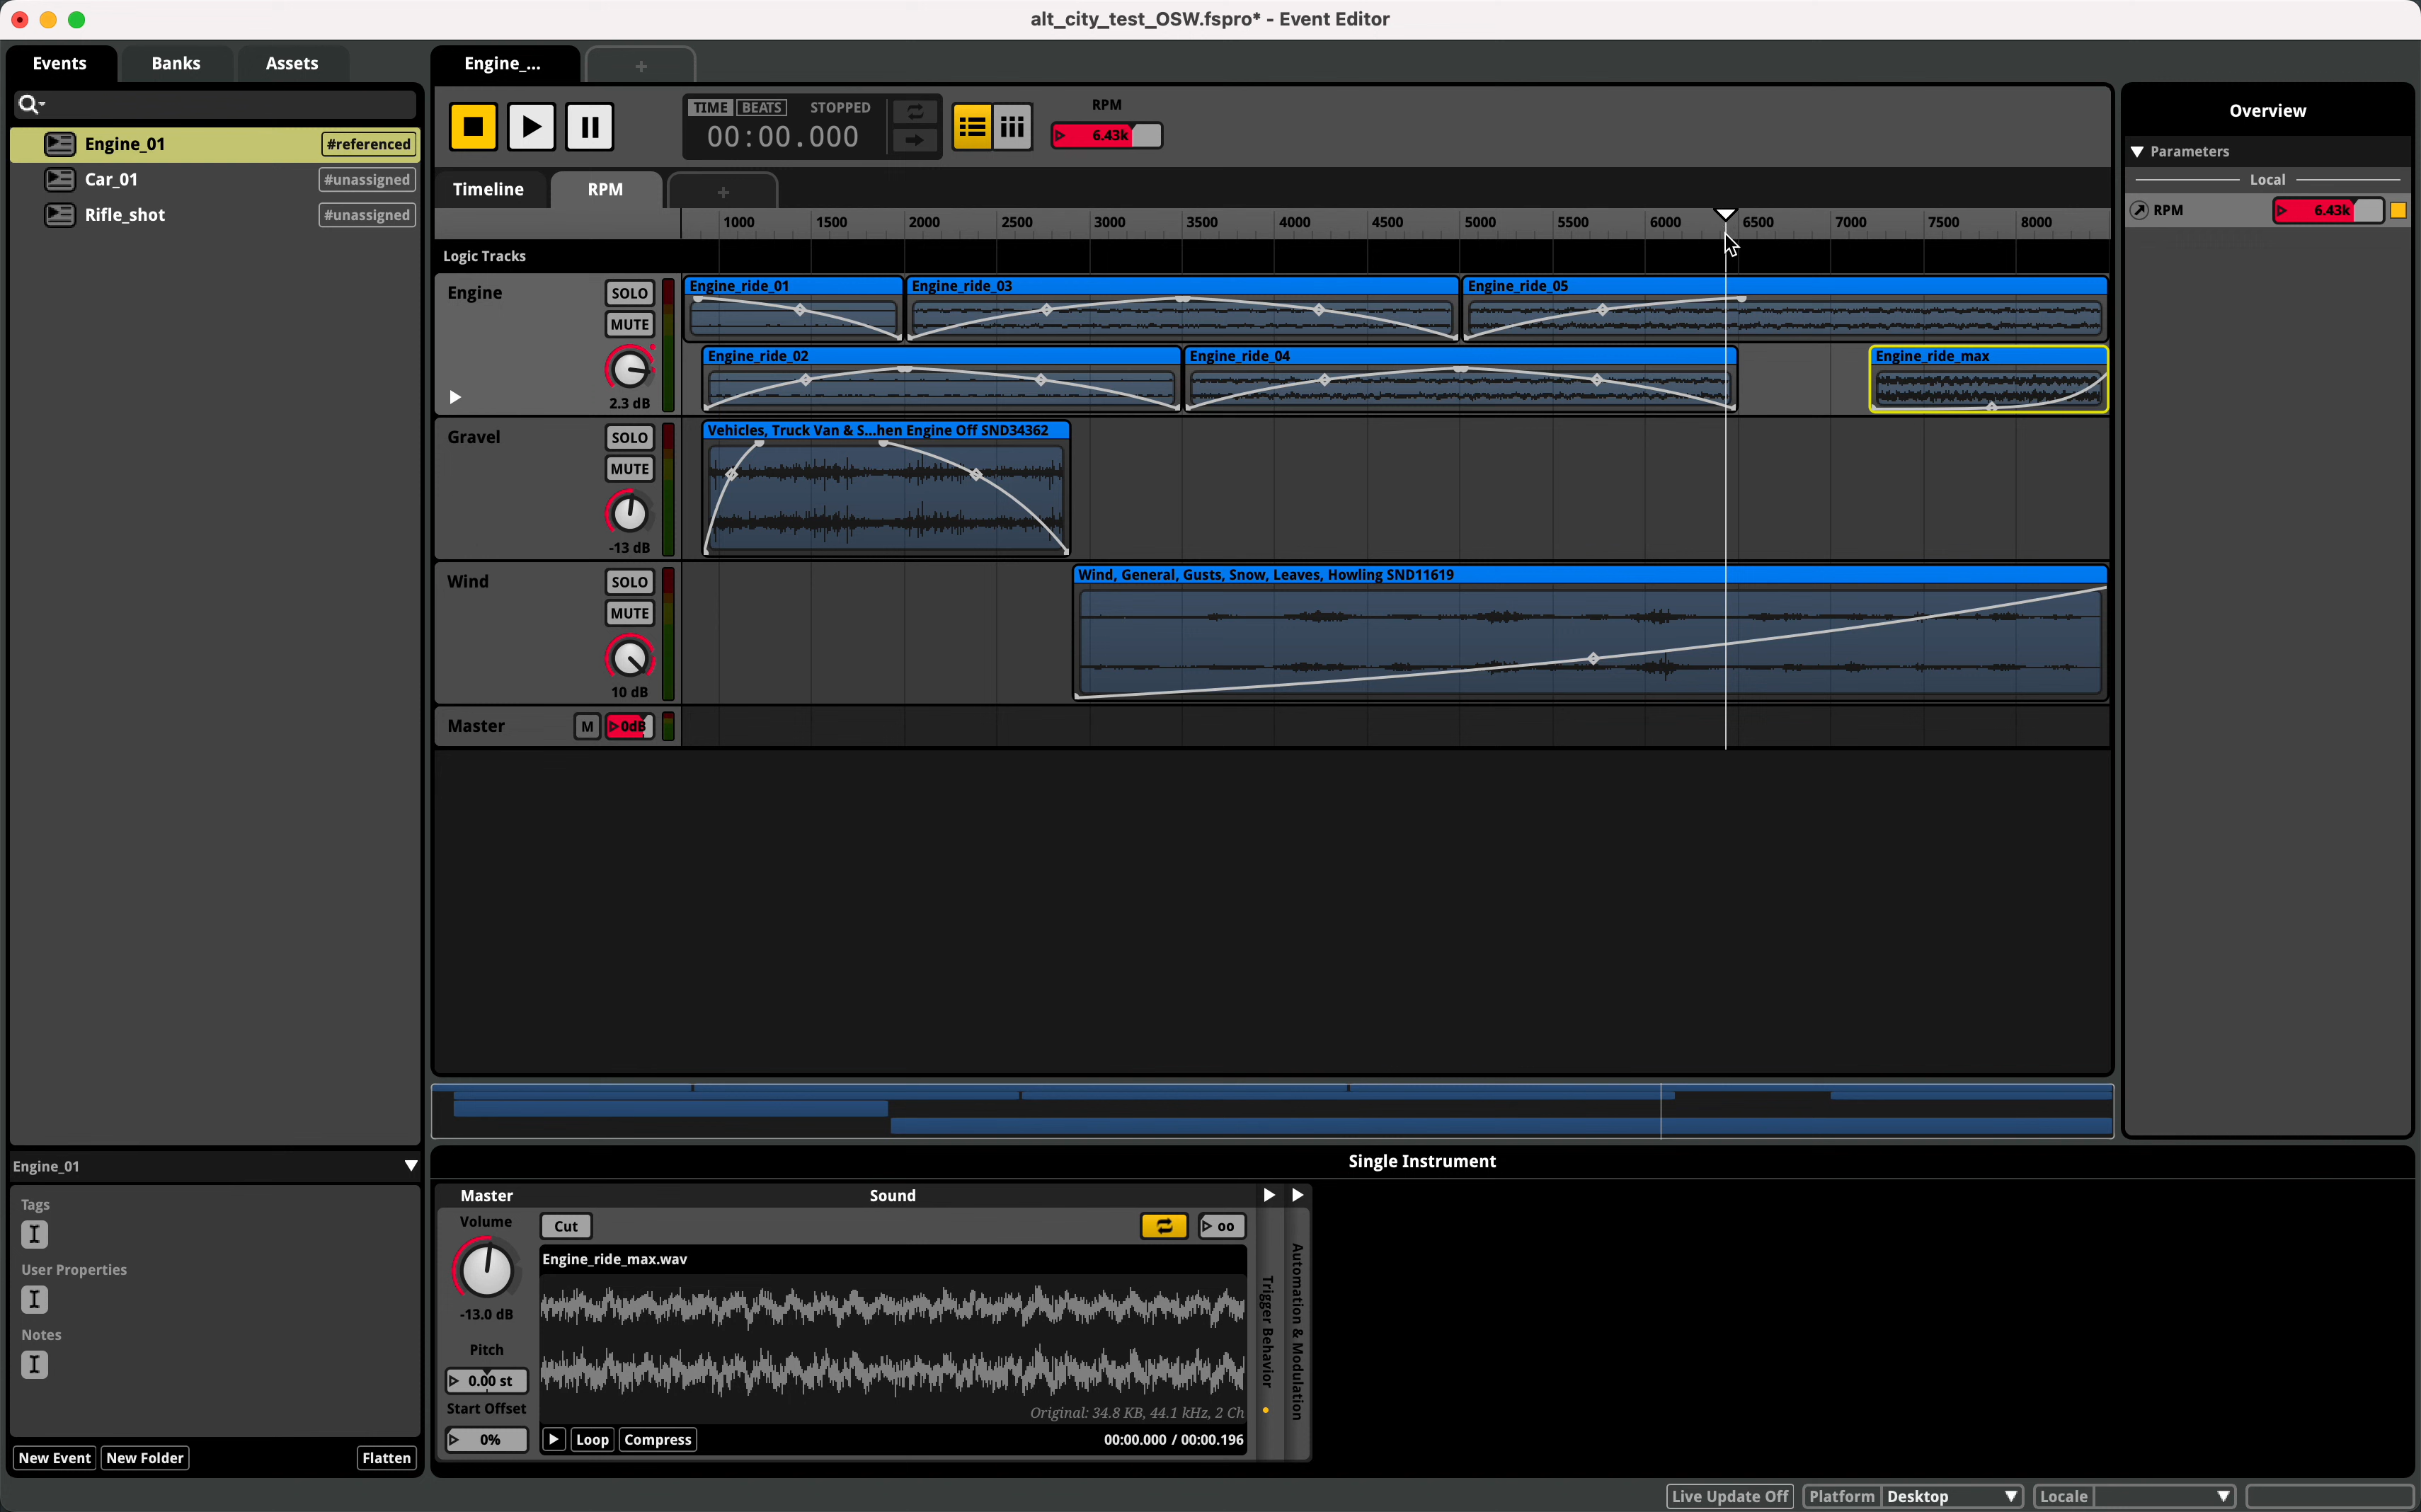 alt_city_test_OSW.fspro* - Event Editor
Events
Banks
Assets
Engine_...
+
Engine_01
#referenced
Car_01
#unassigned
Rifle_shot
#unassigned
TIME
BEATS
STOPPED
00:00.000
RPM
6.43k
Timeline
RPM
+
1000
1500
2000
2500
3000
3500
4000
4500
5000
5500
6000
6500
7000
7500
8000
Logic Tracks
Engine
SOLO
MUTE
2.3 dB
Engine_ride_01
Engine_ride_03
Engine_ride_05
Engine_ride_02
Engine_ride_04
Engine_ride_max
Gravel
SOLO
MUTE
-13 dB
Vehicles, Truck Van & S...hen Engine Off SND34362
Wind
SOLO
MUTE
10 dB
Wind, General, Gusts, Snow, Leaves, Howling SND11619
Master
M
0dB
Overview
Parameters
Local
RPM
6.43k
Engine_01
Tags
User Properties
Notes
New Event
New Folder
Flatten
Single Instrument
Master
Sound
Volume
-13.0 dB
Pitch
0.00 st
Start Offset
0%
Cut
oo
Engine_ride_max.wav
Original: 34.8 KB, 44.1 kHz, 2 Ch
Loop
Compress
00:00.000 / 00:00.196
Trigger Behavior
Automation & Modulation
Live Update Off
Platform
Desktop
Locale